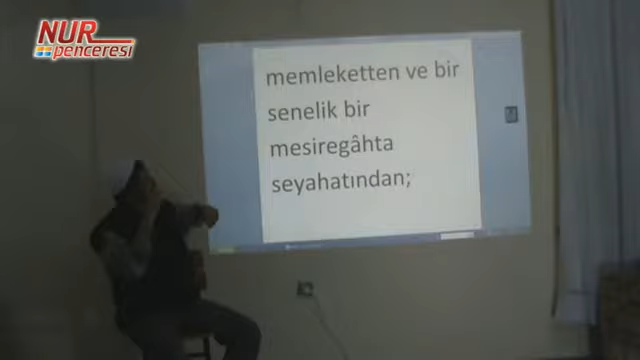 NUR
penceresi
memleketten ve bir
senelik bir
mesiregâhta
seyahatından;